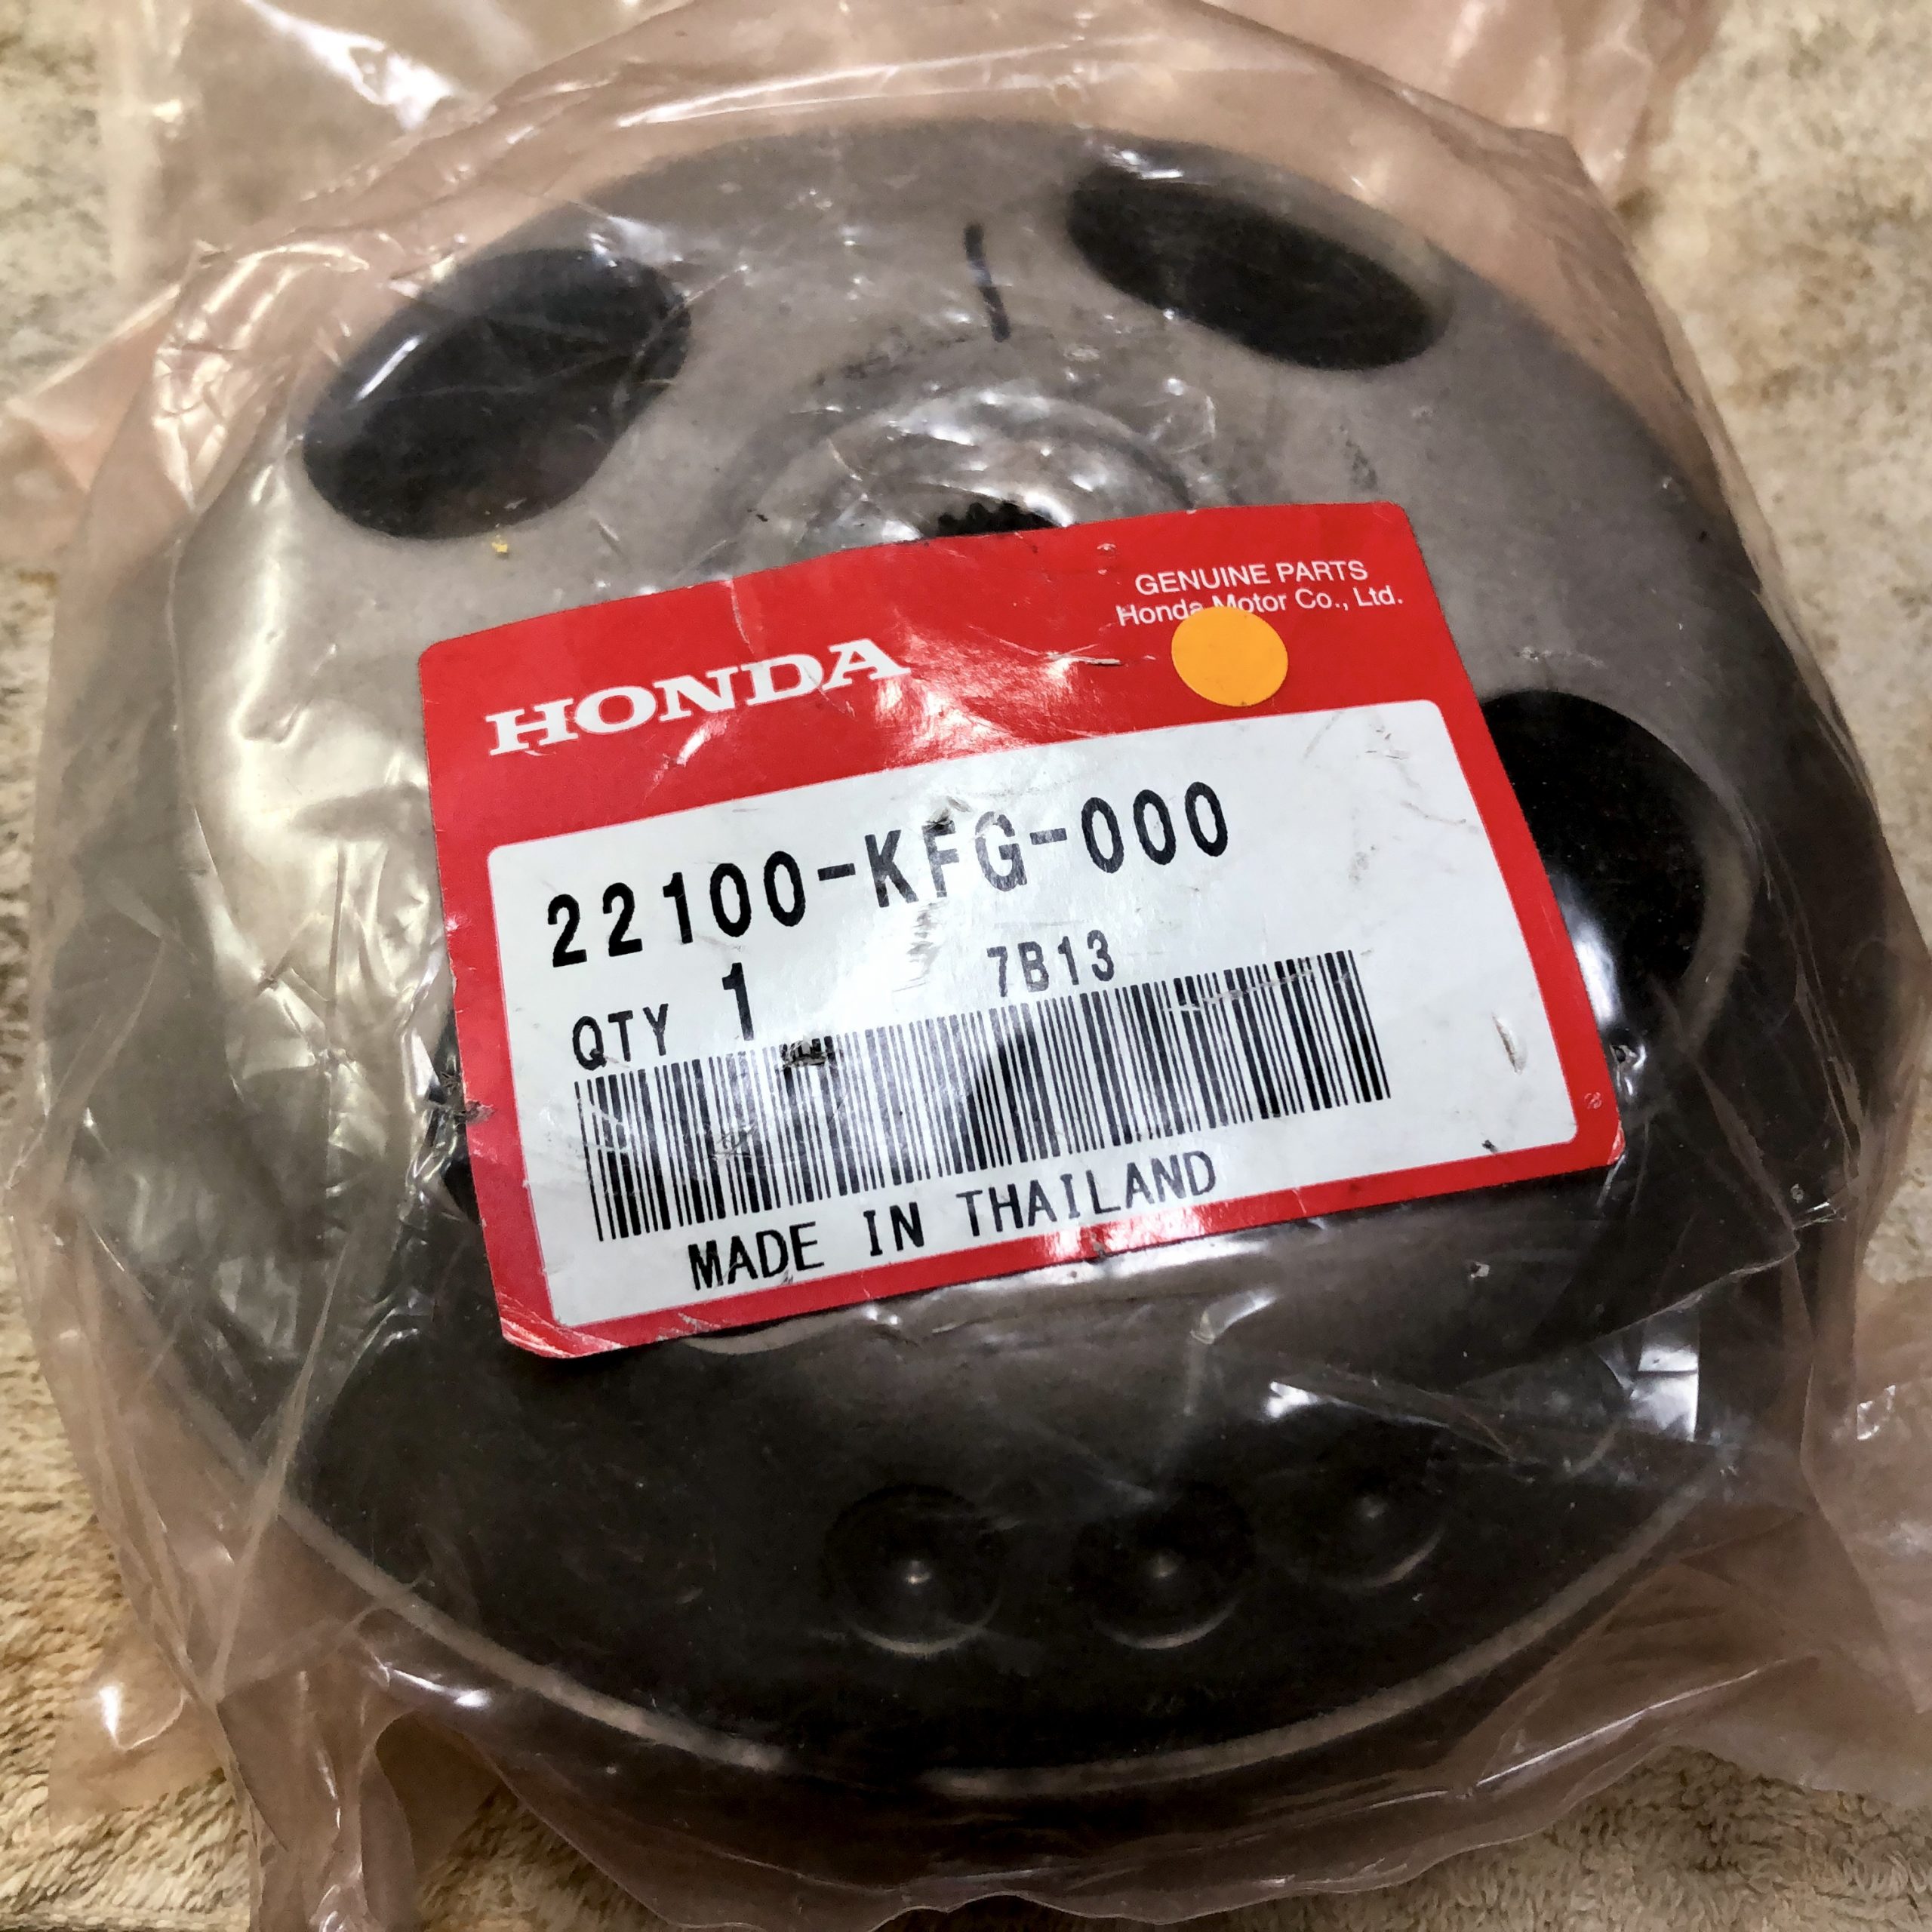 GENUINE PARTS
Honda Motor Co., Ltd.
HONDA
22100-KFG-000
QTY 1 7B13
MADE IN THAILAND